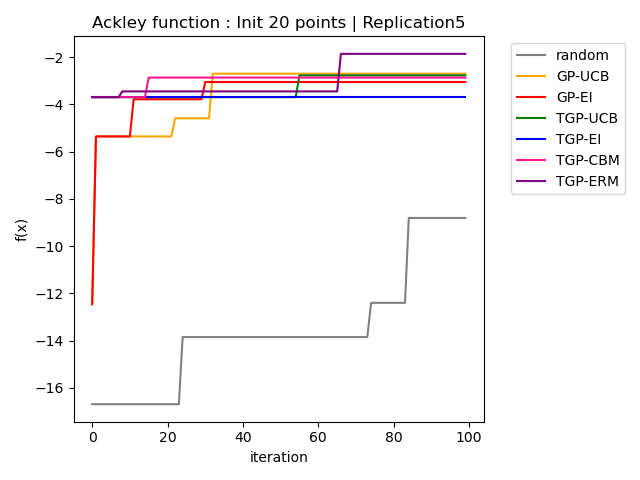 Ackley function : Init 20 points | Replication5
f(x)
−2
−4
−6
−8
−10
−12
−14
−16
0 20 40 60 80 100
iteration
random
GP-UCB
GP-EI
TGP-UCB
TGP-EI
TGP-CBM
TGP-ERM